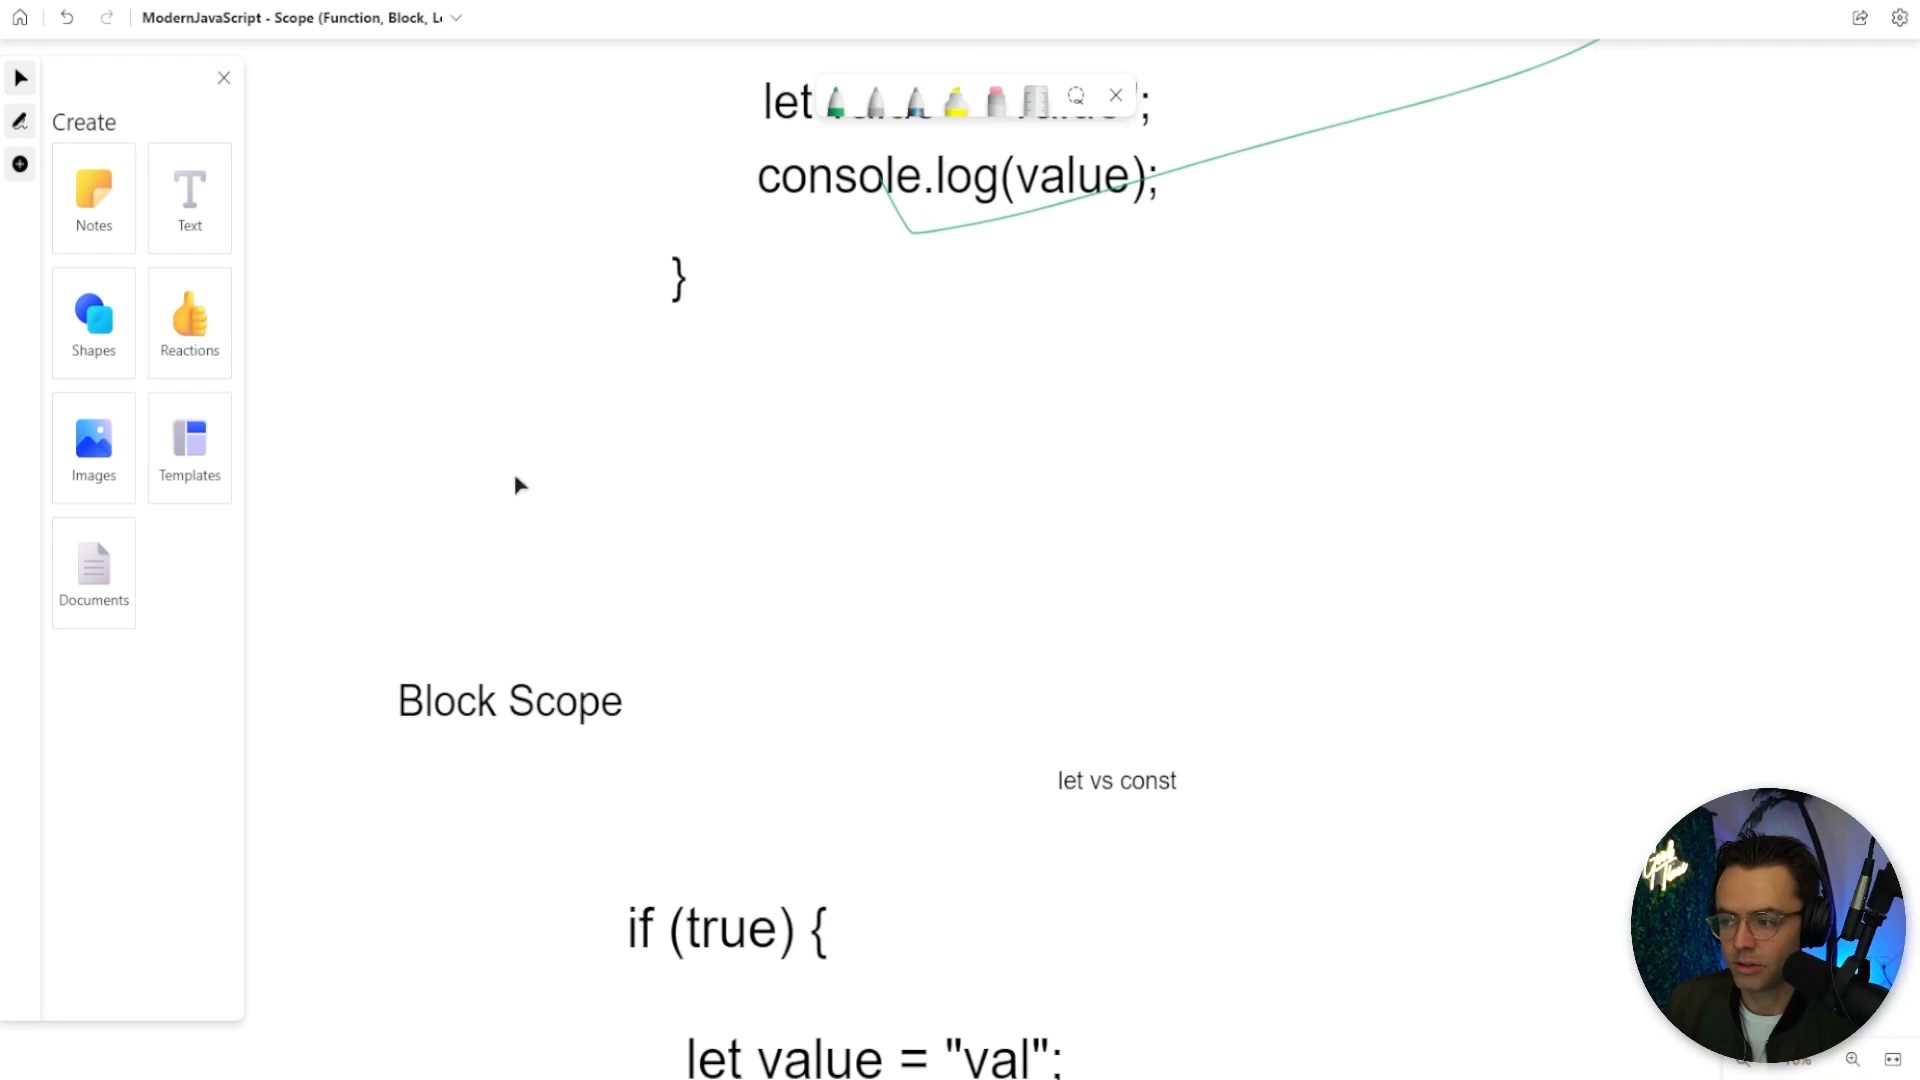 ModernJavaScript - Scope (Function, Block, L
let
;
console.log(value);
}
Create
Notes
Text
Shapes
Reactions
Images
Templates
Documents
Block Scope
let vs const
if (true) {
let value = "val";